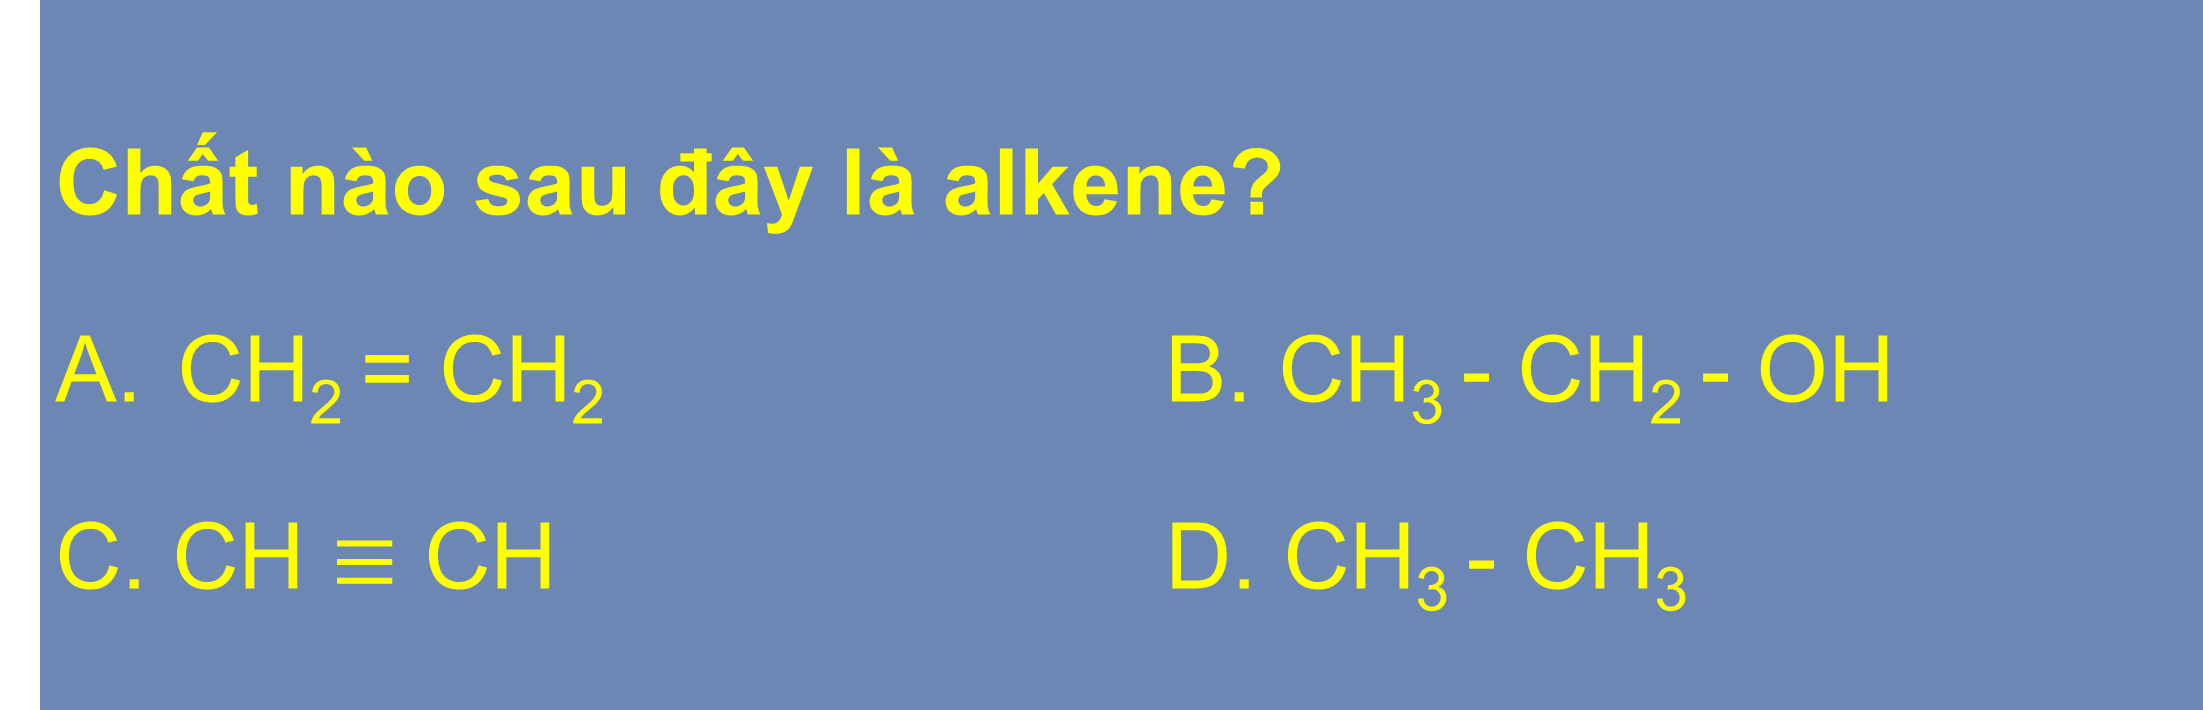 Chất nào sau đây là alkene?
A. CH₂ = CH₂ B. CH₃ - CH₂ - OH
C. CH ≡ CH D. CH₃ - CH₃